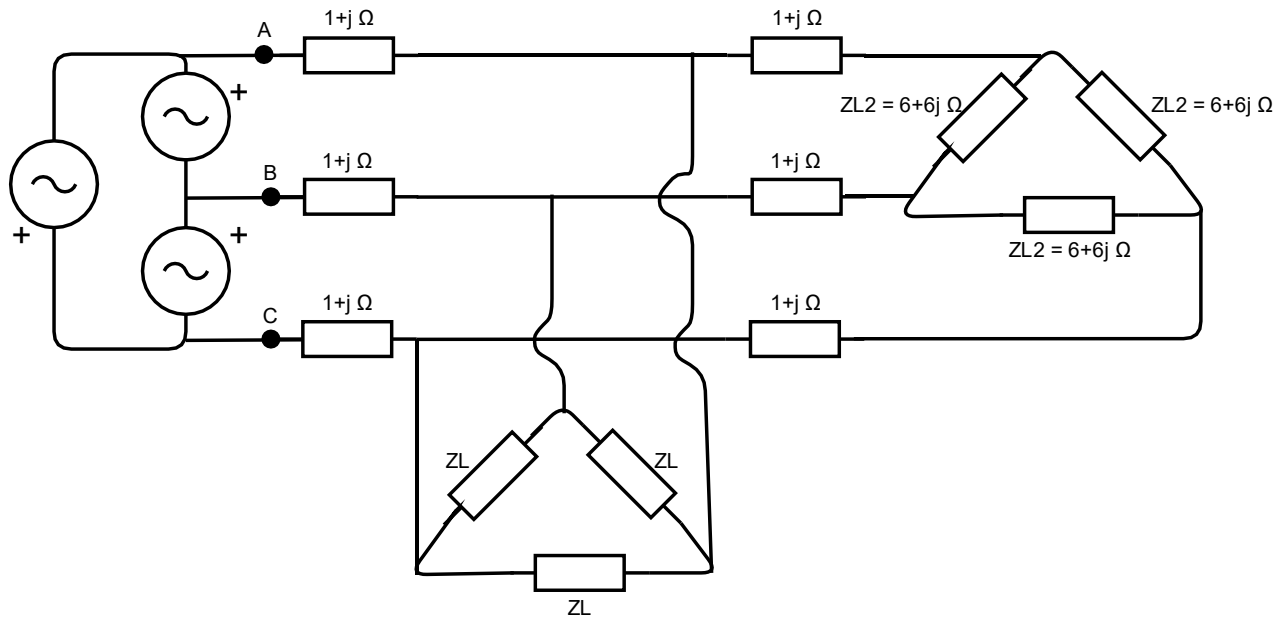 A
1+j Ω
1+j Ω
+
ZL2 = 6+6j Ω
ZL2 = 6+6j Ω
B
1+j Ω
1+j Ω
+
+
ZL2 = 6+6j Ω
C
1+j Ω
1+j Ω
ZL
ZL
ZL